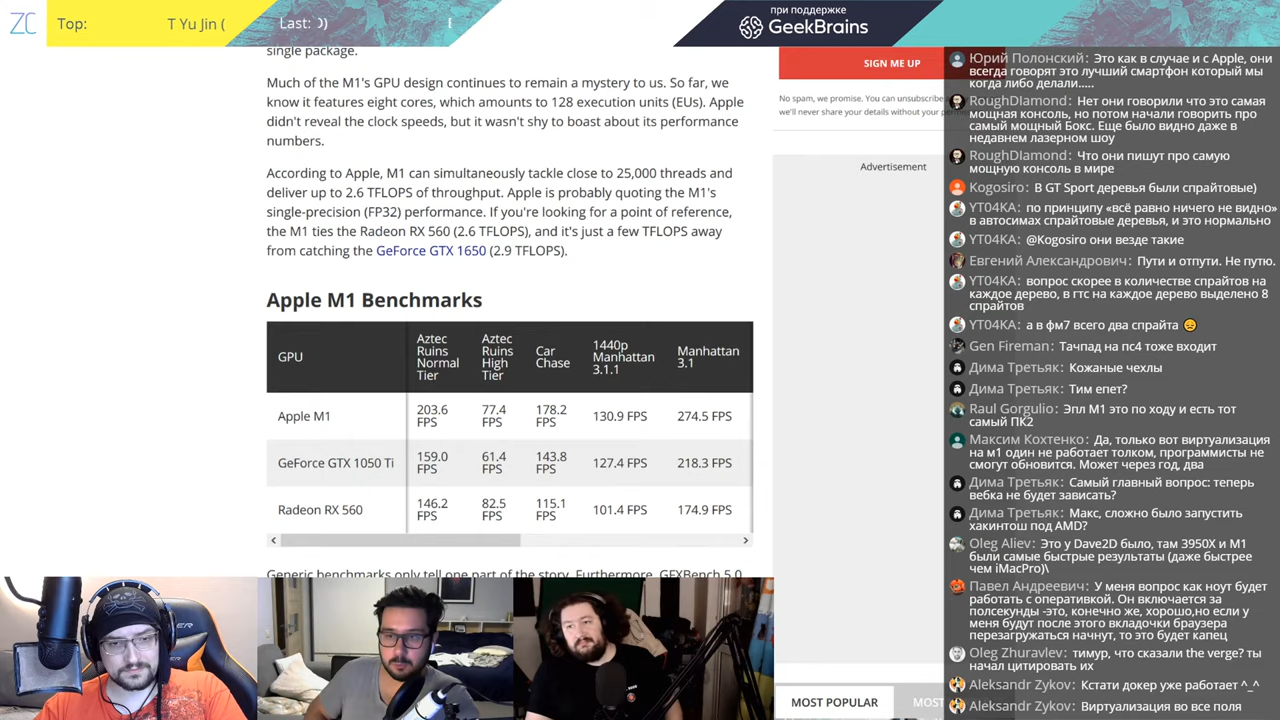 ZC
Top:
T Yu Jin (
Last:
))
при поддержке
GeekBrains
single package.
Much of the M1's GPU design continues to remain a mystery to us. So far, we
know it features eight cores, which amounts to 128 execution units (EUs). Apple
didn't reveal the clock speeds, but it wasn't shy to boast about its performance
numbers.
According to Apple, M1 can simultaneously tackle close to 25,000 threads and
deliver up to 2.6 TFLOPS of throughput. Apple is probably quoting the M1's
single-precision (FP32) performance. If you're looking for a point of reference,
the M1 ties the Radeon RX 560 (2.6 TFLOPS), and it's just a few TFLOPS away
from catching the GeForce GTX 1650 (2.9 TFLOPS).
Apple M1 Benchmarks
GPU
Aztec
Ruins
Normal
Tier
Aztec
Ruins
High
Tier
Car
Chase
1440p
Manhattan
3.1.1
Manhattan
3.1
Apple M1
203.6
FPS
77.4
FPS
178.2
FPS
130.9 FPS
274.5 FPS
GeForce GTX 1050 Ti
159.0
FPS
61.4
FPS
143.8
FPS
127.4 FPS
218.3 FPS
Radeon RX 560
146.2
FPS
82.5
FPS
115.1
FPS
101.4 FPS
174.9 FPS
Generic benchmarks only tell one part of the story. Furthermore, GFXBench 5.0
SIGN ME UP
No spam, we promise. You can unsubscribe
we'll never share your details without your
Advertisement
MOST POPULAR
MOST
Юрий Полонский: Это как в случае и с Apple, они
всегда говорят это лучший смартфон который мы
когда либо делали.....
RoughDIamond: Нет они говорили что это самая
мощная консоль, но потом начали говорить про
самый мощный Бокс. Еще было видно даже в
недавнем лазерном шоу
RoughDIamond: Что они пишут про самую
мощную консоль в мире
Kogosiro: В GT Sport деревья были спрайтовые)
YT04KA: по принципу «всё равно ничего не видно»
в автосимах спрайтовые деревья, и это нормально
YT04KA: @Kogosiro они везде такие
Евгений Александрович: Пути и отпути. Не путю.
YT04KA: вопрос скорее в количестве спрайтов на
каждое дерево, в гтс на каждое дерево выделено 8
спрайтов
YT04KA: а в фм7 всего два спрайта 😞
Gen Fireman: Тачпад на пс4 тоже входит
Дима Третьяк: Кожаные чехлы
Дима Третьяк: Тим епет?
Raul Gorgulio: Эпл М1 это по ходу и есть тот
самый ПК2
Максим Кохтенко: Да, только вот виртуализация
на м1 один не работает толком, программисты не
смогут обновится. Может через год, два
Дима Третьяк: Самый главный вопрос: теперь
вебка не будет зависать?
Дима Третьяк: Макс, сложно было запустить
хакинтош под AMD?
Oleg Aliev: Это у Dave2D было, там 3950X и M1
были самые быстрые результаты (даже быстрее
чем iMacPro)\
Павел Андреевич: У меня вопрос как ноут будет
работать с оперативкой. Он включается за
полсекунды -это, конечно же, хорошо,но если у
меня будут после этого вкладочки браузера
перезагружаться начнут, то это будет капец
Oleg Zhuravlev: тимур, что сказали the verge? ты
начал цитировать их
Aleksandr Zykov: Кстати докер уже работает ^_^
Aleksandr Zykov: Виртуализация во все поля